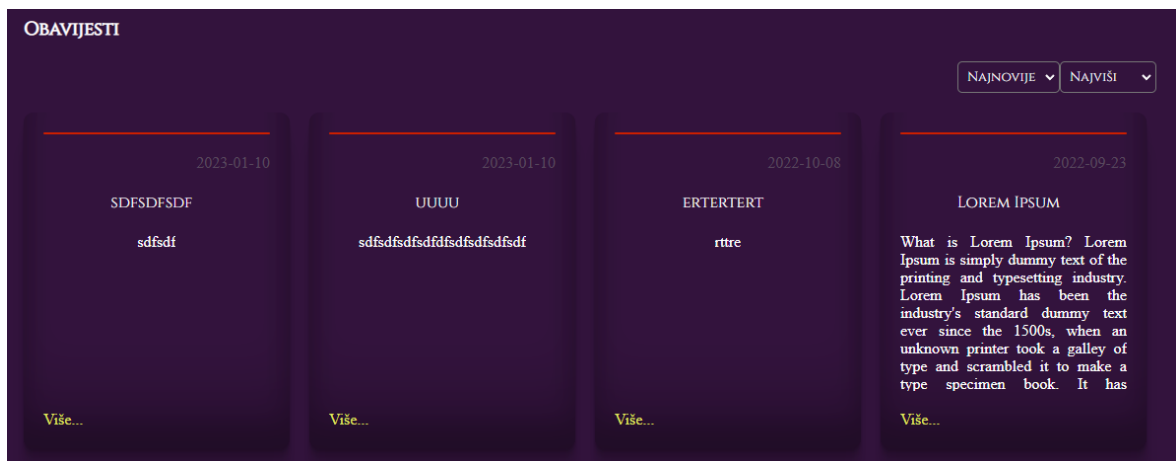 Obavijesti
Najnovije Najviši
2023-01-10
sdfsdfsdf
sdfsdf
Više...
2023-01-10
uuuu
sdfsdfsdfsdfdfsdfsdfsdfsdf
Više...
2022-10-08
ertertert
rttre
Više...
2022-09-23
Lorem Ipsum
What is Lorem Ipsum? Lorem
Ipsum is simply dummy text of the
printing and typesetting industry.
Lorem Ipsum has been the
industry's standard dummy text
ever since the 1500s, when an
unknown printer took a galley of
type and scrambled it to make a
type specimen book. It has
Više...